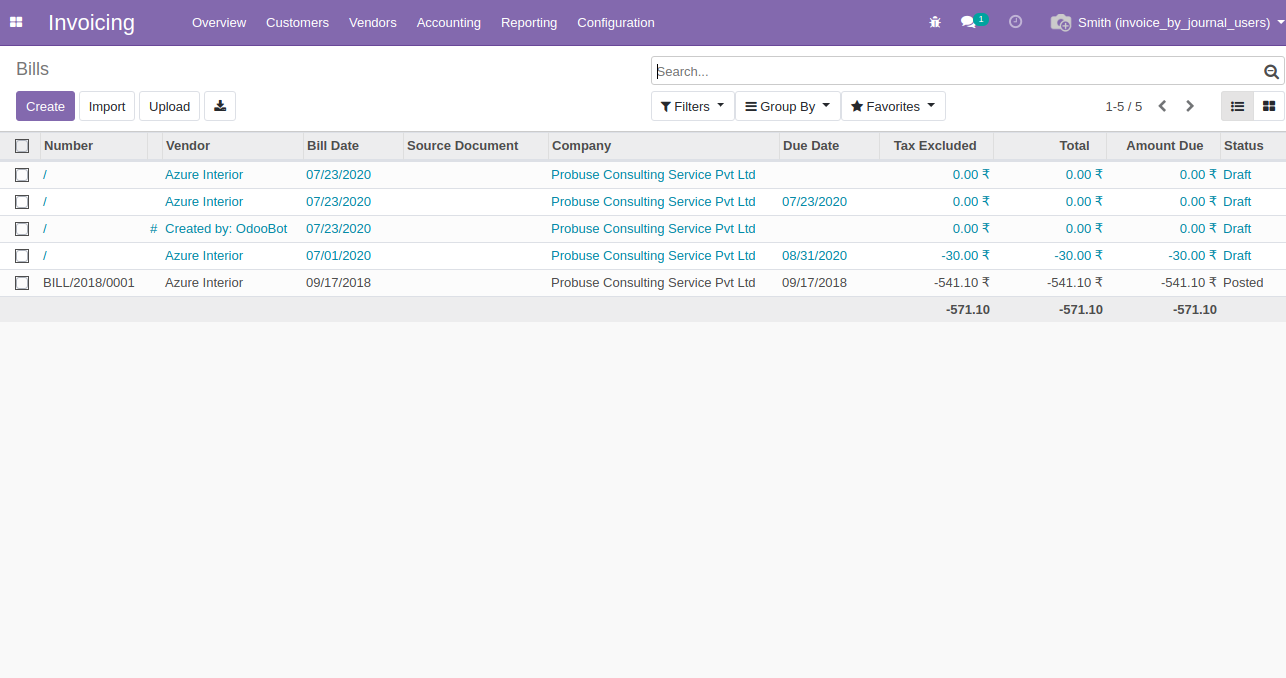 Invoicing Overview Customers Vendors Accounting Reporting Configuration 1 Smith (invoice_by_journal_users)
Bills Search...
Create Import Upload Filters Group By Favorites 1-5 / 5
Number Vendor Bill Date Source Document Company Due Date Tax Excluded Total Amount Due Status
/ Azure Interior 07/23/2020 Probuse Consulting Service Pvt Ltd 0.00 ₹ 0.00 ₹ 0.00 ₹ Draft
/ Azure Interior 07/23/2020 Probuse Consulting Service Pvt Ltd 07/23/2020 0.00 ₹ 0.00 ₹ 0.00 ₹ Draft
/ # Created by: OdooBot 07/23/2020 Probuse Consulting Service Pvt Ltd 0.00 ₹ 0.00 ₹ 0.00 ₹ Draft
/ Azure Interior 07/01/2020 Probuse Consulting Service Pvt Ltd 08/31/2020 -30.00 ₹ -30.00 ₹ -30.00 ₹ Draft
BILL/2018/0001 Azure Interior 09/17/2018 Probuse Consulting Service Pvt Ltd 09/17/2018 -541.10 ₹ -541.10 ₹ -541.10 ₹ Posted
-571.10 -571.10 -571.10